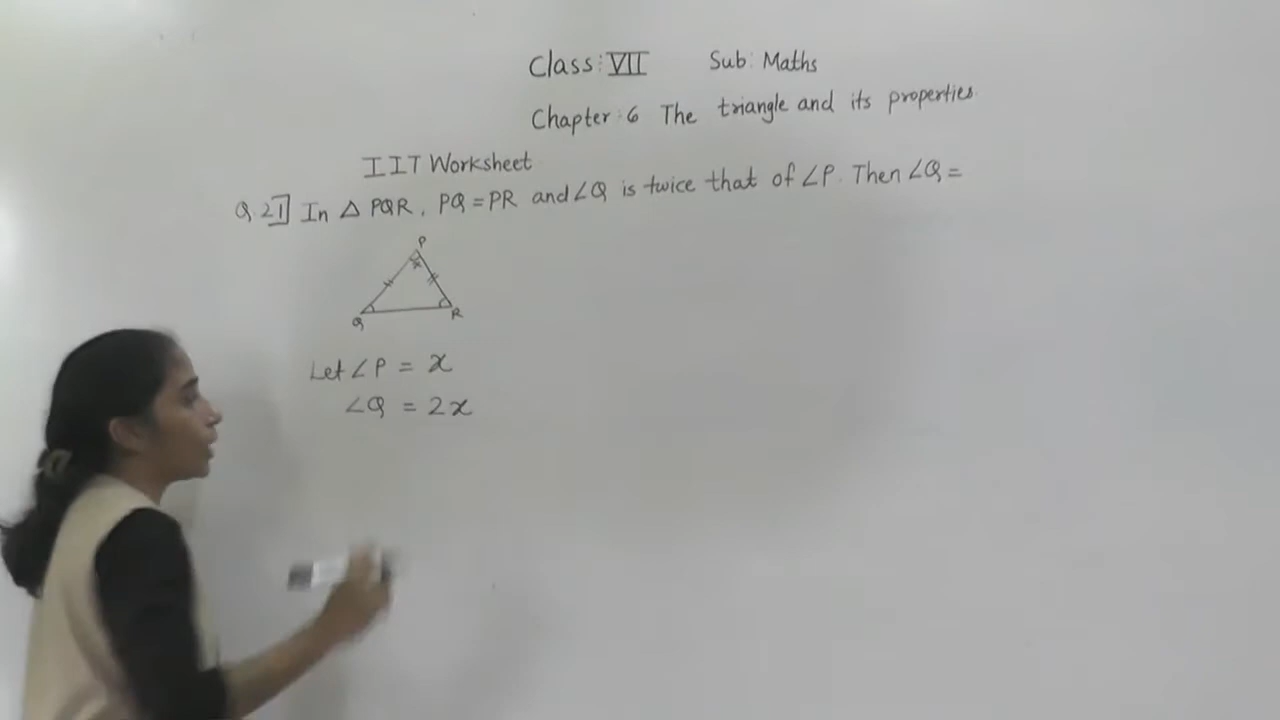 Class: VII Sub: Maths
Chapter: 6 The triangle and its properties
IIT Worksheet
Q 21] In △ PQR, PQ = PR and ∠Q is twice that of ∠P. Then ∠Q =
P
x
Q R
Let ∠P = x
∠Q = 2x